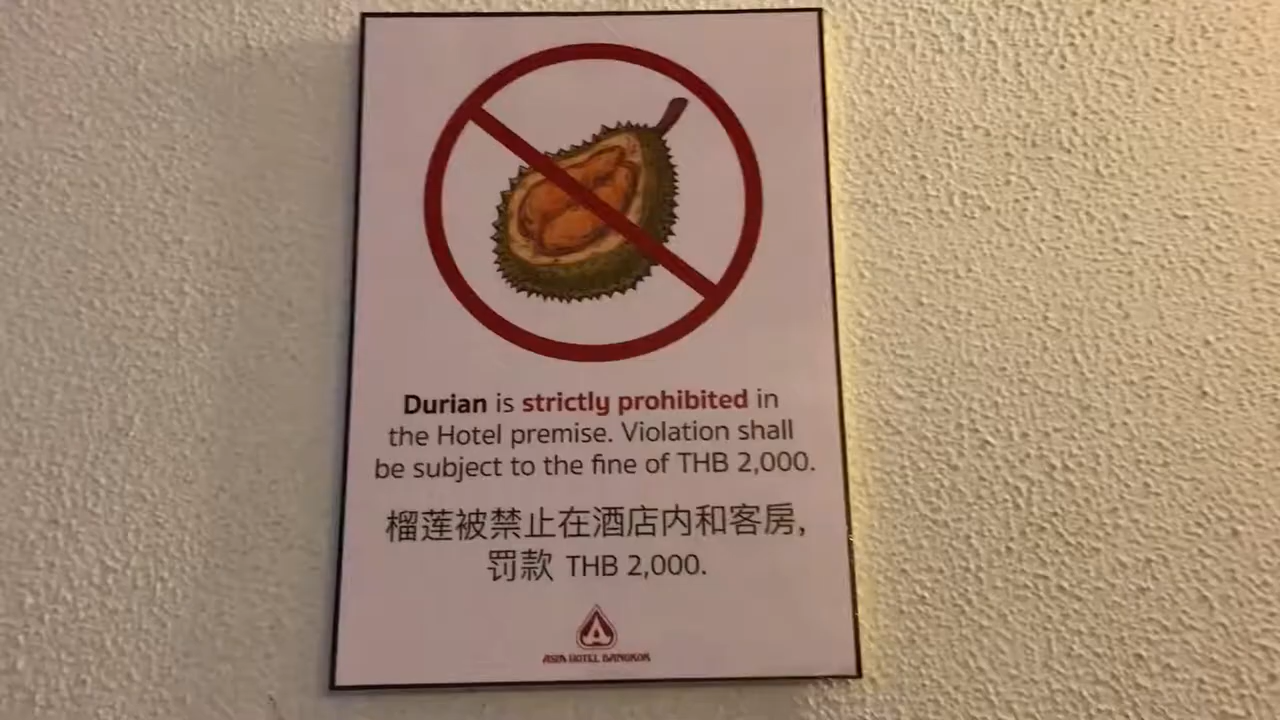 Durian is strictly prohibited in
the Hotel premise. Violation shall
be subject to the fine of THB 2,000.
榴莲被禁止在酒店内和客房,
罚款 THB 2,000.
ASIA HOTEL BANGKOK